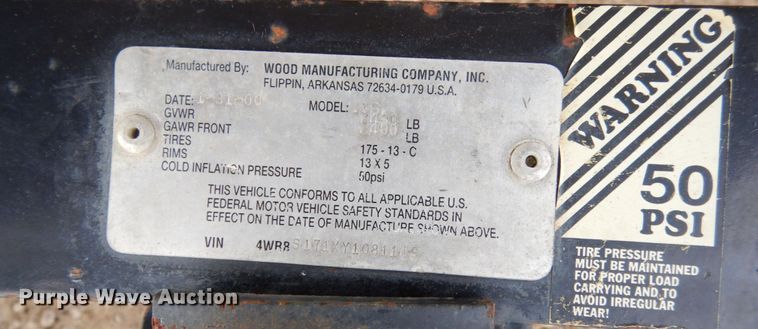 Manufactured By: WOOD MANUFACTURING COMPANY, INC.
FLIPPIN, ARKANSAS 72634-0179 U.S.A.
DATE: MODEL:
GVWR LB
GAWR FRONT LB
TIRES 175 - 13 - C
RIMS 13 X 5
COLD INFLATION PRESSURE 50psi
THIS VEHICLE CONFORMS TO ALL APPLICABLE U.S.
FEDERAL MOTOR VEHICLE SAFETY STANDARDS IN
EFFECT ON THE DATE OF MANUFACTURE SHOWN ABOVE.
VIN 4WR8
WARNING
50
PSI
TIRE PRESSURE
MUST BE MAINTAINED
FOR PROPER LOAD
CARRYING AND TO
AVOID IRREGULAR
WEAR!
Purple Wave Auction